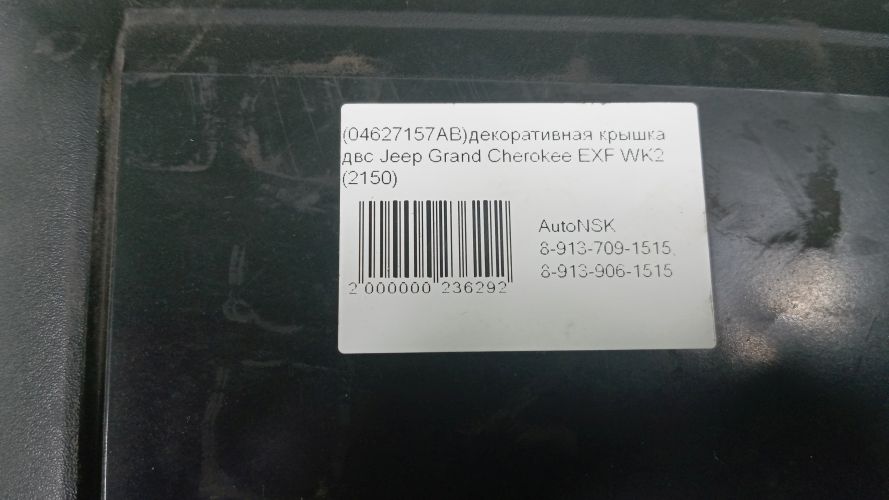 (04627157AB)декоративная крышка
двс Jeep Grand Cherokee EXF WK2
(2150)
AutoNSK
8-913-709-1515,
8-913-906-1515
2 000000 236292